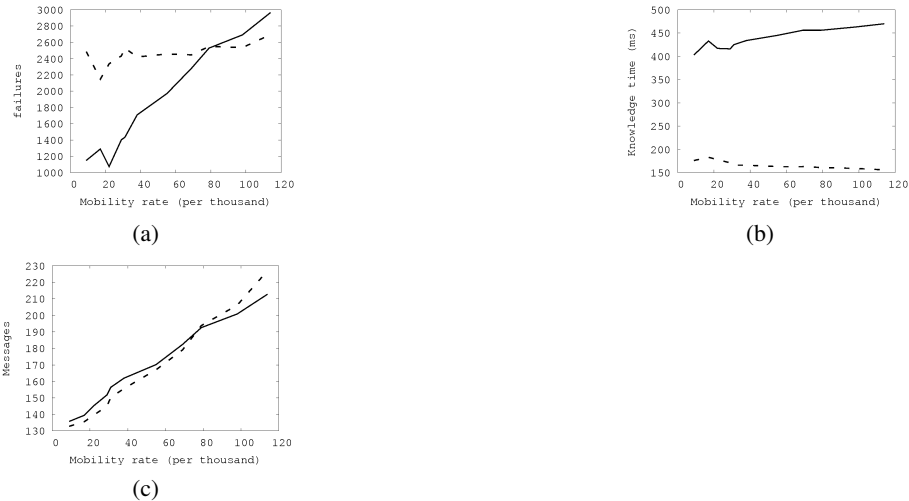 3000
2800
2600
2400
2200
2000
1800
1600
1400
1200
1000
failures
0 20 40 60 80 100 120
Mobility rate (per thousand)
(a)
500
450
400
350
300
250
200
150
Knowledge time (ms)
0 20 40 60 80 100 120
Mobility rate (per thousand)
(b)
230
220
210
200
190
180
170
160
150
140
130
Messages
0 20 40 60 80 100 120
Mobility rate (per thousand)
(c)